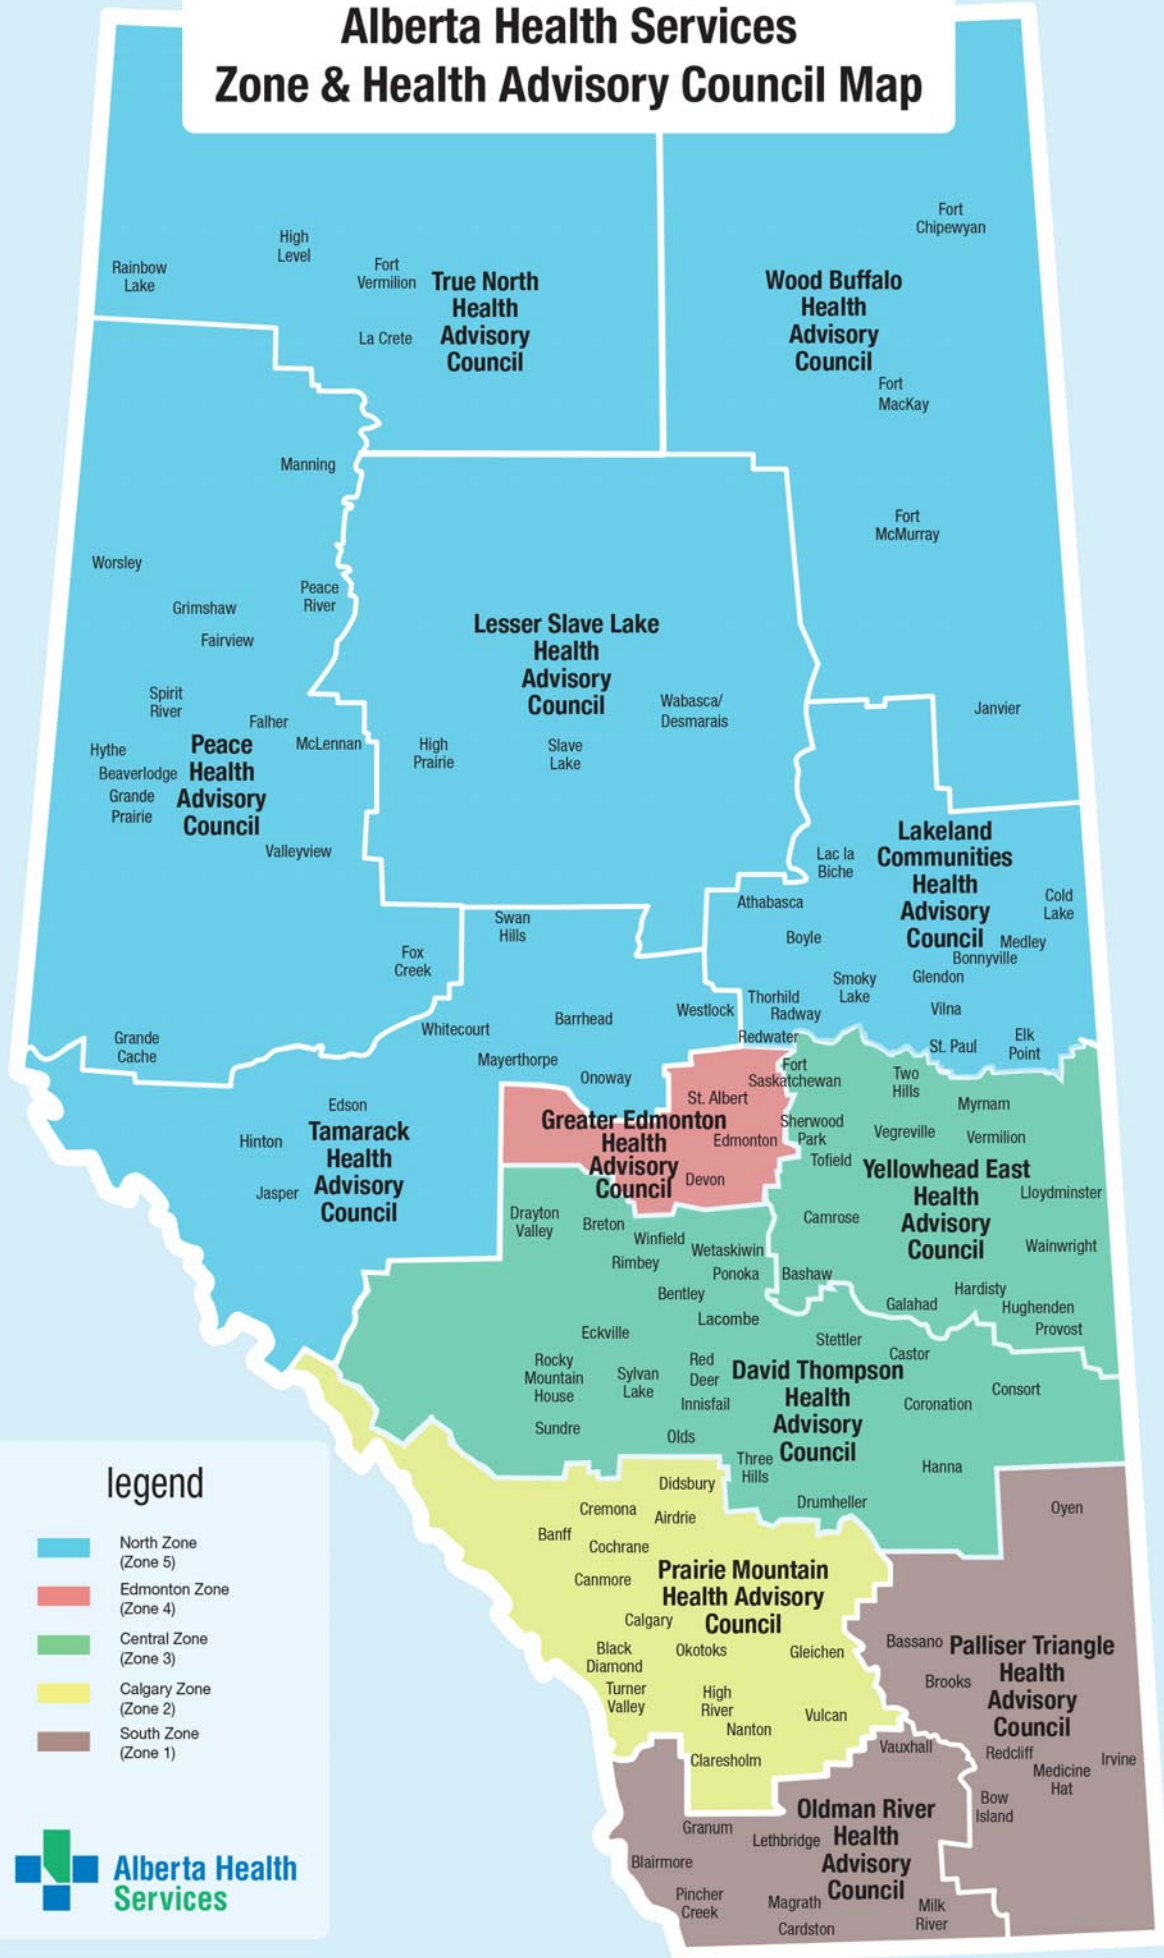 Alberta Health Services
Zone & Health Advisory Council Map
Fort
Chipewyan
High
Level
Rainbow
Lake
Fort
Vermilion
La Crete
True North
Health
Advisory
Council
Wood Buffalo
Health
Advisory
Council
Fort
MacKay
Manning
Fort
McMurray
Worsley
Peace
River
Grimshaw
Fairview
Lesser Slave Lake
Health
Advisory
Council
Wabasca/
Desmarais
Spirit
River
Falher
McLennan
Hythe
Beaverlodge
Grande
Prairie
Peace
Health
Advisory
Council
Valleyview
High
Prairie
Slave
Lake
Janvier
Lakeland
Communities
Health
Advisory
Council
Lac la
Biche
Cold
Lake
Athabasca
Boyle
Medley
Bonnyville
Glendon
Smoky
Lake
Vilna
Thorhild
Radway
Redwater
St. Paul
Elk
Point
Swan
Hills
Fox
Creek
Westlock
Barrhead
Whitecourt
Mayerthorpe
Onoway
Grande
Cache
Edson
Hinton
Jasper
Tamarack
Health
Advisory
Council
Fort
Saskatchewan
St. Albert
Greater Edmonton
Health
Advisory
Council
Edmonton
Devon
Sherwood
Park
Tofield
Two
Hills
Myrnam
Vegreville
Vermilion
Yellowhead East
Health
Advisory
Council
Lloydminster
Camrose
Wainwright
Bashaw
Hardisty
Galahad
Hughenden
Provost
Drayton
Valley
Breton
Winfield
Wetaskiwin
Rimbey
Ponoka
Bentley
Lacombe
Eckville
Stettler
Castor
Rocky
Mountain
House
Sylvan
Lake
Red
Deer
Innisfail
David Thompson
Health
Advisory
Council
Consort
Coronation
Sundre
Olds
Three
Hills
Hanna
Drumheller
Didsbury
Cremona
Airdrie
Banff
Cochrane
Canmore
Prairie Mountain
Health Advisory
Council
Calgary
Black
Diamond
Okotoks
Gleichen
Turner
Valley
High
River
Nanton
Vulcan
Claresholm
Oyen
Bassano
Brooks
Palliser Triangle
Health
Advisory
Council
Redcliff
Medicine
Hat
Irvine
Bow
Island
Vauxhall
Oldman River
Health
Advisory
Council
Granum
Lethbridge
Blairmore
Pincher
Creek
Magrath
Cardston
Milk
River
legend
North Zone
(Zone 5)
Edmonton Zone
(Zone 4)
Central Zone
(Zone 3)
Calgary Zone
(Zone 2)
South Zone
(Zone 1)
Alberta Health
Services